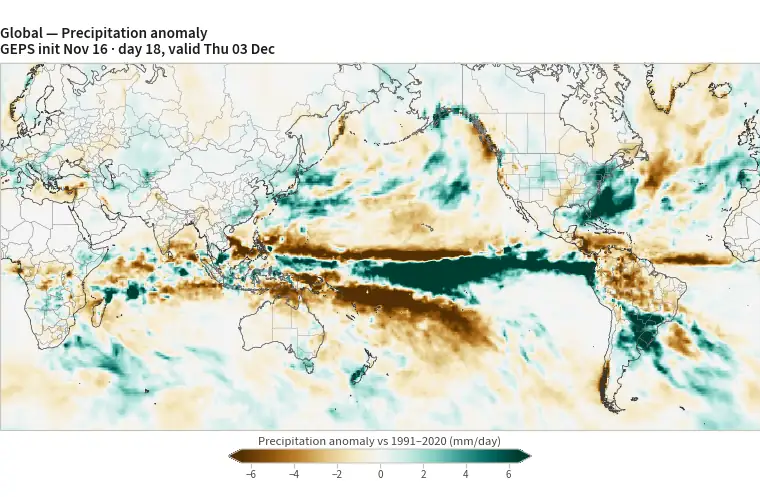 Global — Precipitation anomaly
GEPS init Nov 16 · day 18, valid Thu 03 Dec
Precipitation anomaly vs 1991–2020 (mm/day)
−6 −4 −2 0 2 4 6